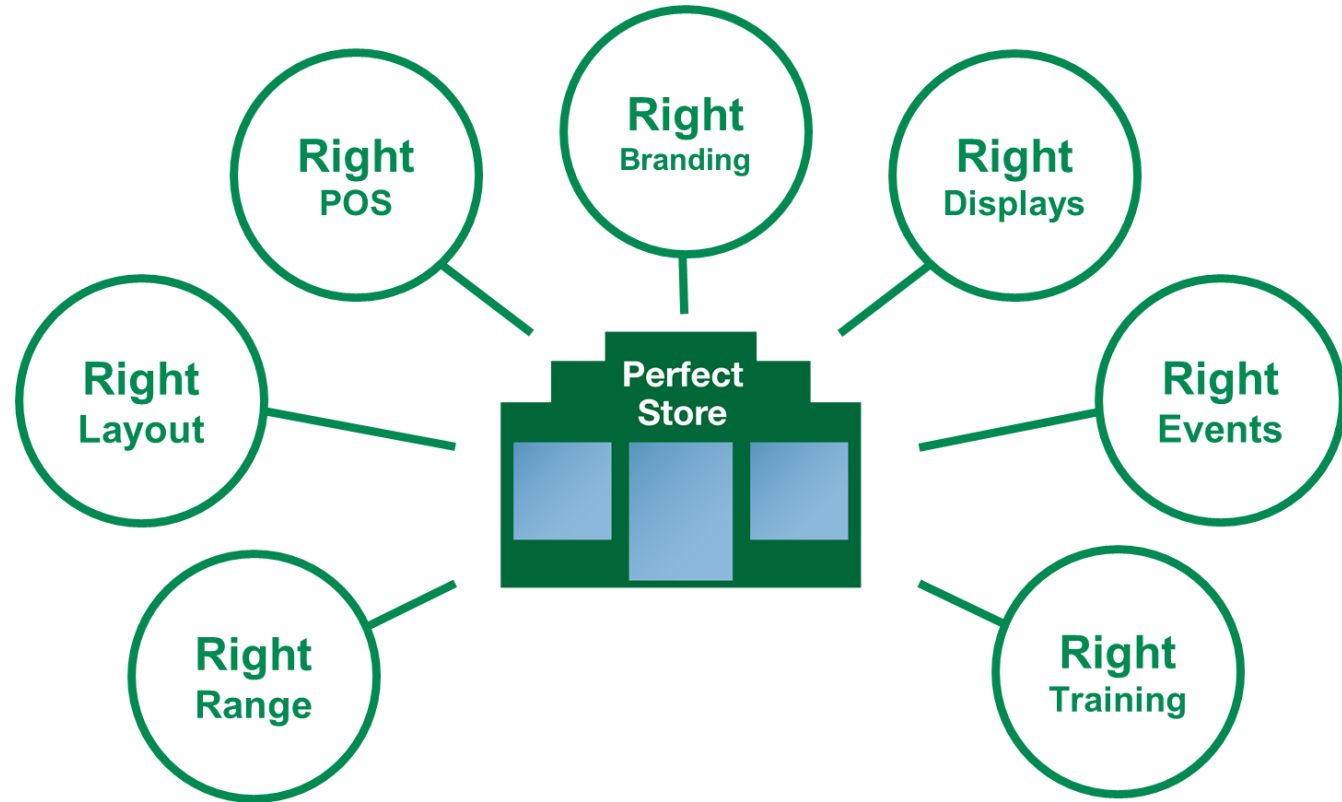 Right
Branding
Right
POS
Right
Displays
Right
Layout
Perfect
Store
Right
Events
Right
Range
Right
Training